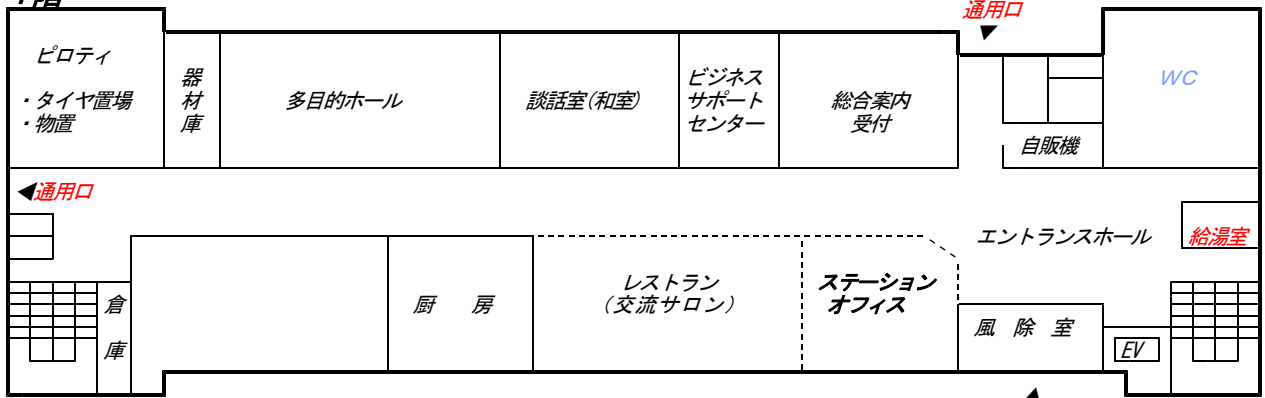 階
通用口
ピロティ
・タイヤ置場
・物置
器材庫
多目的ホール
談話室(和室)
ビジネス
サポート
センター
総合案内
受付
自販機
WC
通用口
エントランスホール
給湯室
倉庫
厨 房
レストラン
(交流サロン)
ステーション
オフィス
風 除 室
EV